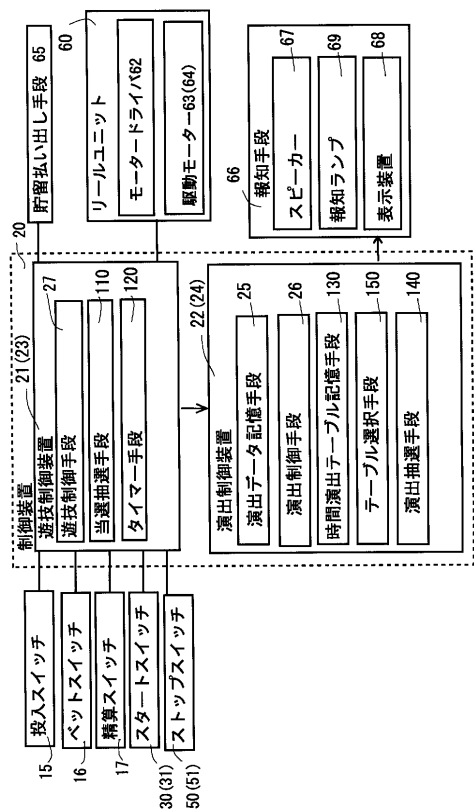 投入スイッチ
15
ベットスイッチ
16
精算スイッチ
17
スタートスイッチ
30(31)
ストップスイッチ
50(51)
20
制御装置
21(23)
遊技制御装置
遊技制御手段
27
当選抽選手段
110
タイマー手段
120
22(24)
演出制御装置
演出データ記憶手段
25
演出制御手段
26
時間演出テーブル記憶手段
130
テーブル選択手段
150
演出抽選手段
140
貯留払い出し手段 65
60
リールユニット
モータードライバ62
駆動モーター63(64)
66
報知手段
スピーカー
67
報知ランプ
69
表示装置
68